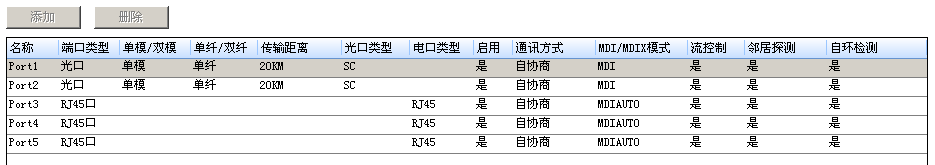 添加 删除
名称 端口类型 单模/双模 单纤/双纤 传输距离 光口类型 电口类型 启用 通讯方式 MDI/MDIX模式 流控制 邻居探测 自环检测
Port1 光口 单模 单纤 20KM SC 是 自协商 MDI 是 是 是
Port2 光口 单模 单纤 20KM SC 是 自协商 MDI 是 是 是
Port3 RJ45口 RJ45 是 自协商 MDIAUTO 是 是 是
Port4 RJ45口 RJ45 是 自协商 MDIAUTO 是 是 是
Port5 RJ45口 RJ45 是 自协商 MDIAUTO 是 是 是